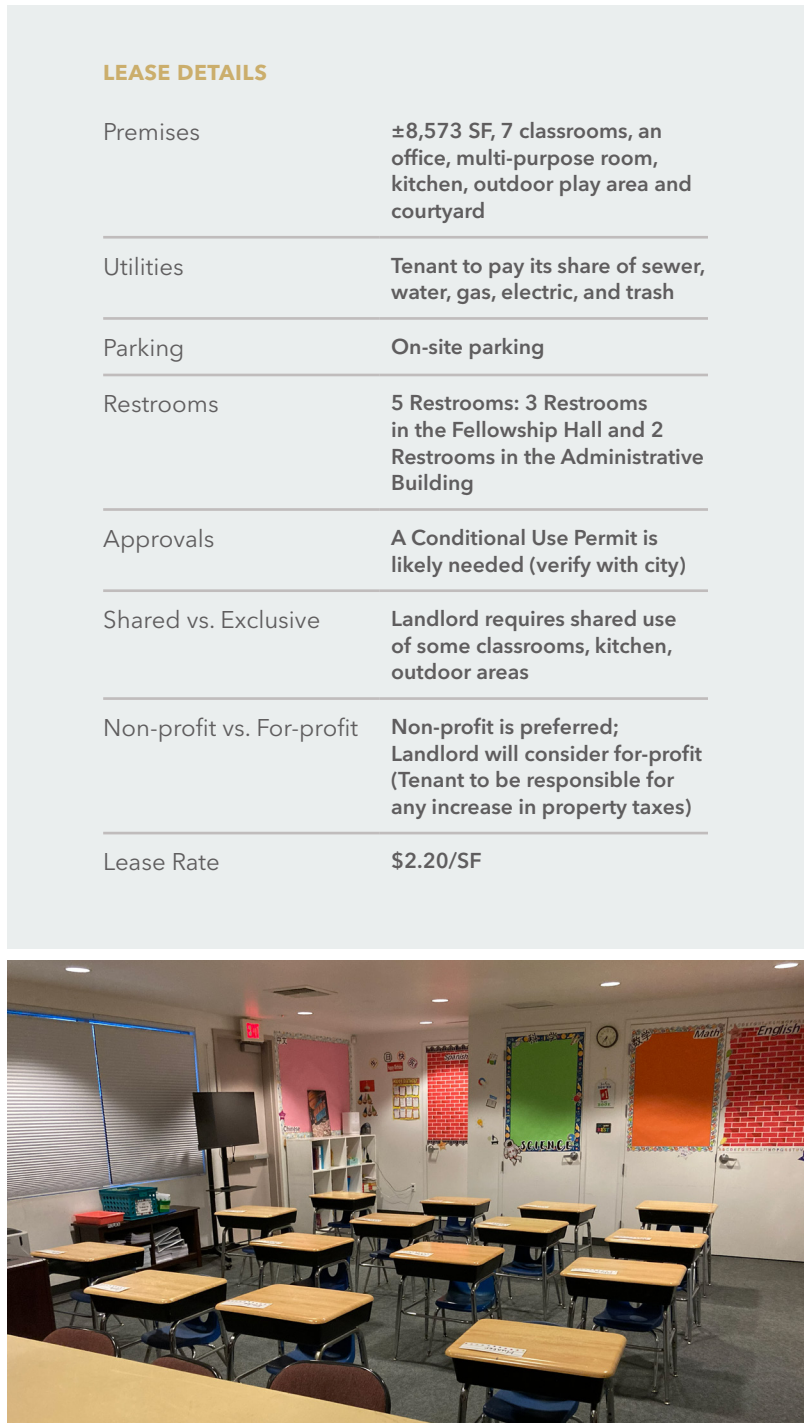 LEASE DETAILS
Premises
±8,573 SF, 7 classrooms, an
office, multi-purpose room,
kitchen, outdoor play area and
courtyard
Utilities
Tenant to pay its share of sewer,
water, gas, electric, and trash
Parking
On-site parking
Restrooms
5 Restrooms: 3 Restrooms
in the Fellowship Hall and 2
Restrooms in the Administrative
Building
Approvals
A Conditional Use Permit is
likely needed (verify with city)
Shared vs. Exclusive
Landlord requires shared use
of some classrooms, kitchen,
outdoor areas
Non-profit vs. For-profit
Non-profit is preferred;
Landlord will consider for-profit
(Tenant to be responsible for
any increase in property taxes)
Lease Rate
$2.20/SF
Math
English
Spanish
Chinese
SCIENCE